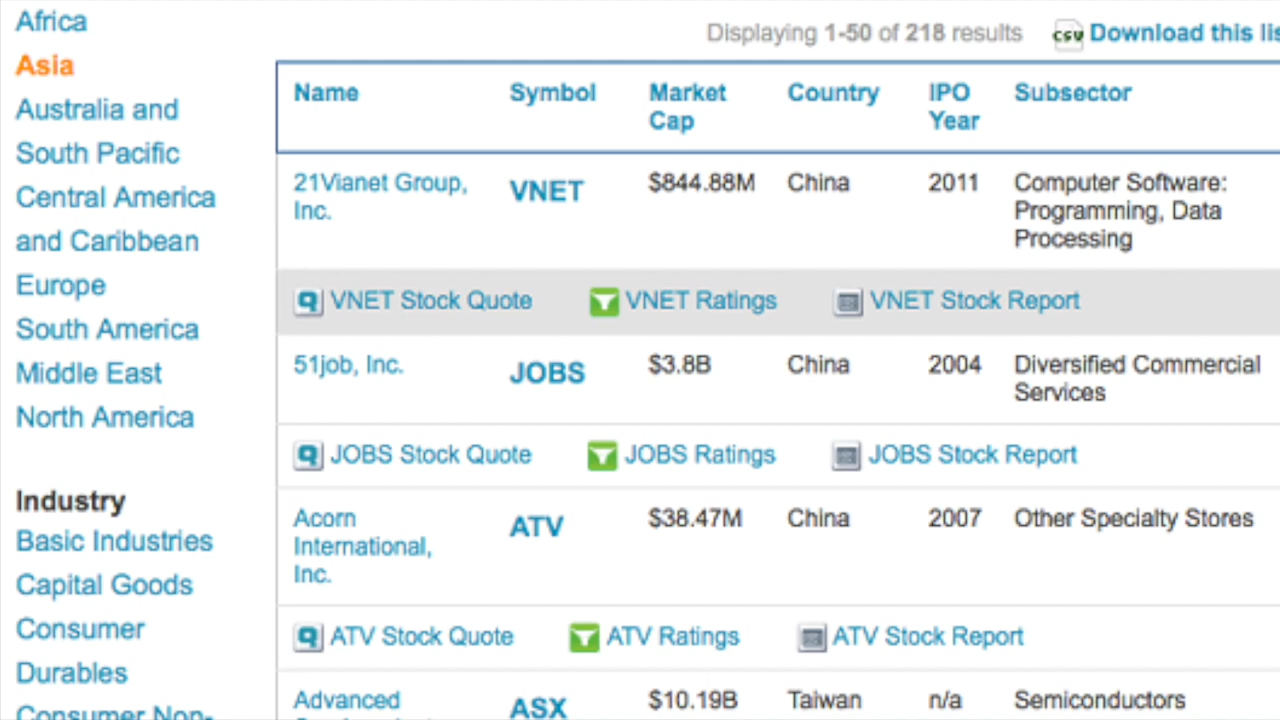 Africa
Asia
Australia and
South Pacific
Central America
and Caribbean
Europe
South America
Middle East
North America
Industry
Basic Industries
Capital Goods
Consumer
Durables
Consumer Non-
Displaying 1-50 of 218 results
CSV Download this lis
Name Symbol Market Cap Country IPO Year Subsector
21Vianet Group, VNET $844.88M China 2011 Computer Software:
Inc. Programming, Data
Processing
VNET Stock Quote VNET Ratings VNET Stock Report
51job, Inc. JOBS $3.8B China 2004 Diversified Commercial
Services
JOBS Stock Quote JOBS Ratings JOBS Stock Report
Acorn ATV $38.47M China 2007 Other Specialty Stores
International,
Inc.
ATV Stock Quote ATV Ratings ATV Stock Report
Advanced ASX $10.19B Taiwan n/a Semiconductors